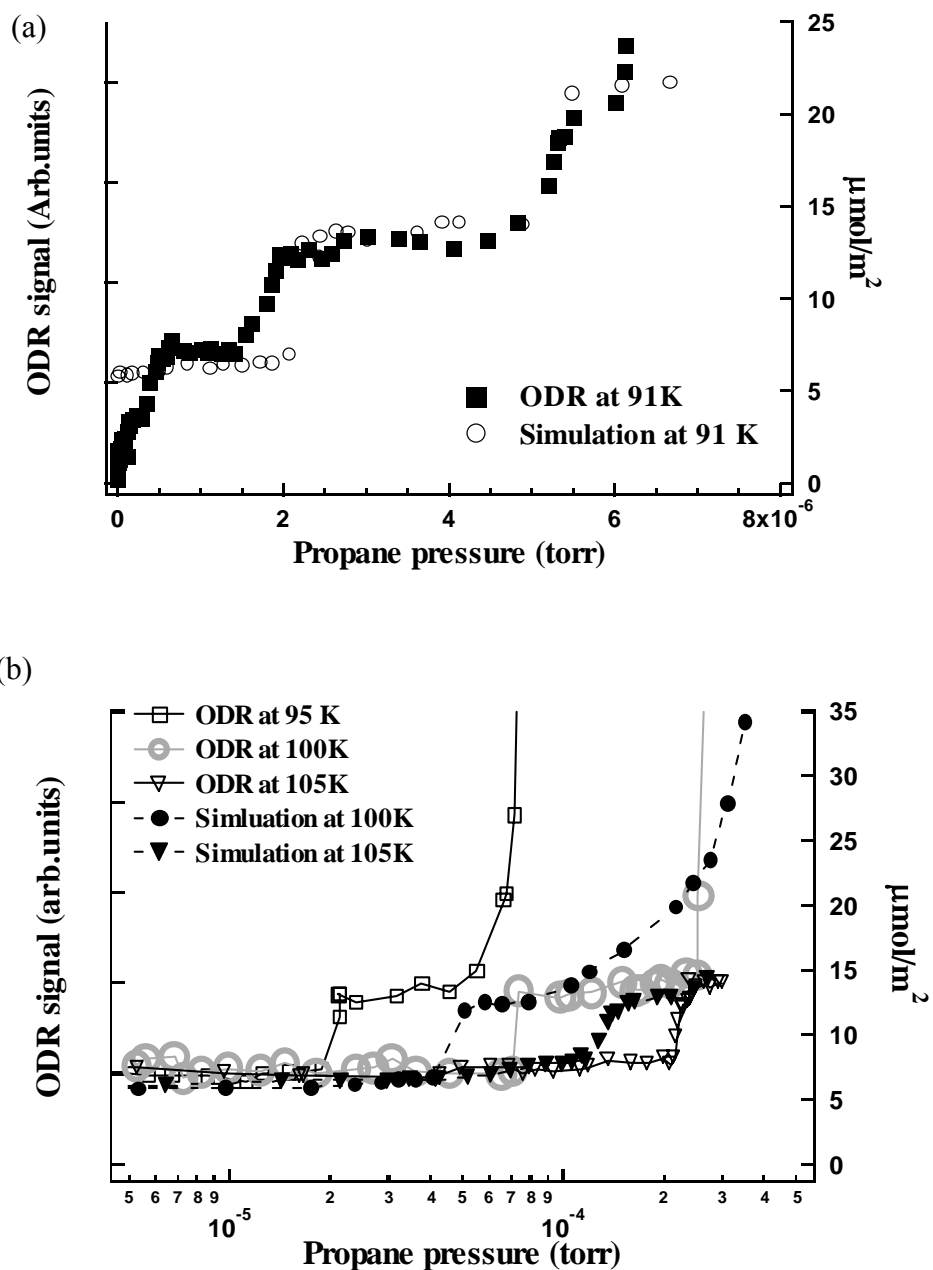 (a)
ODR signal (Arb.units)
25
20
15
10
5
0
μmol/m2
ODR at 91K
Simulation at 91 K
0 2 4 6 8x10-6
Propane pressure (torr)
(b)
ODR at 95 K
ODR at 100K
ODR at 105K
Simluation at 100K
Simulation at 105K
ODR signal (arb.units)
35
30
25
20
15
10
5
0
μmol/m2
5 6 7 8 9 2 3 4 5 6 7 8 9 2 3 4 5
10-5 10-4
Propane pressure (torr)